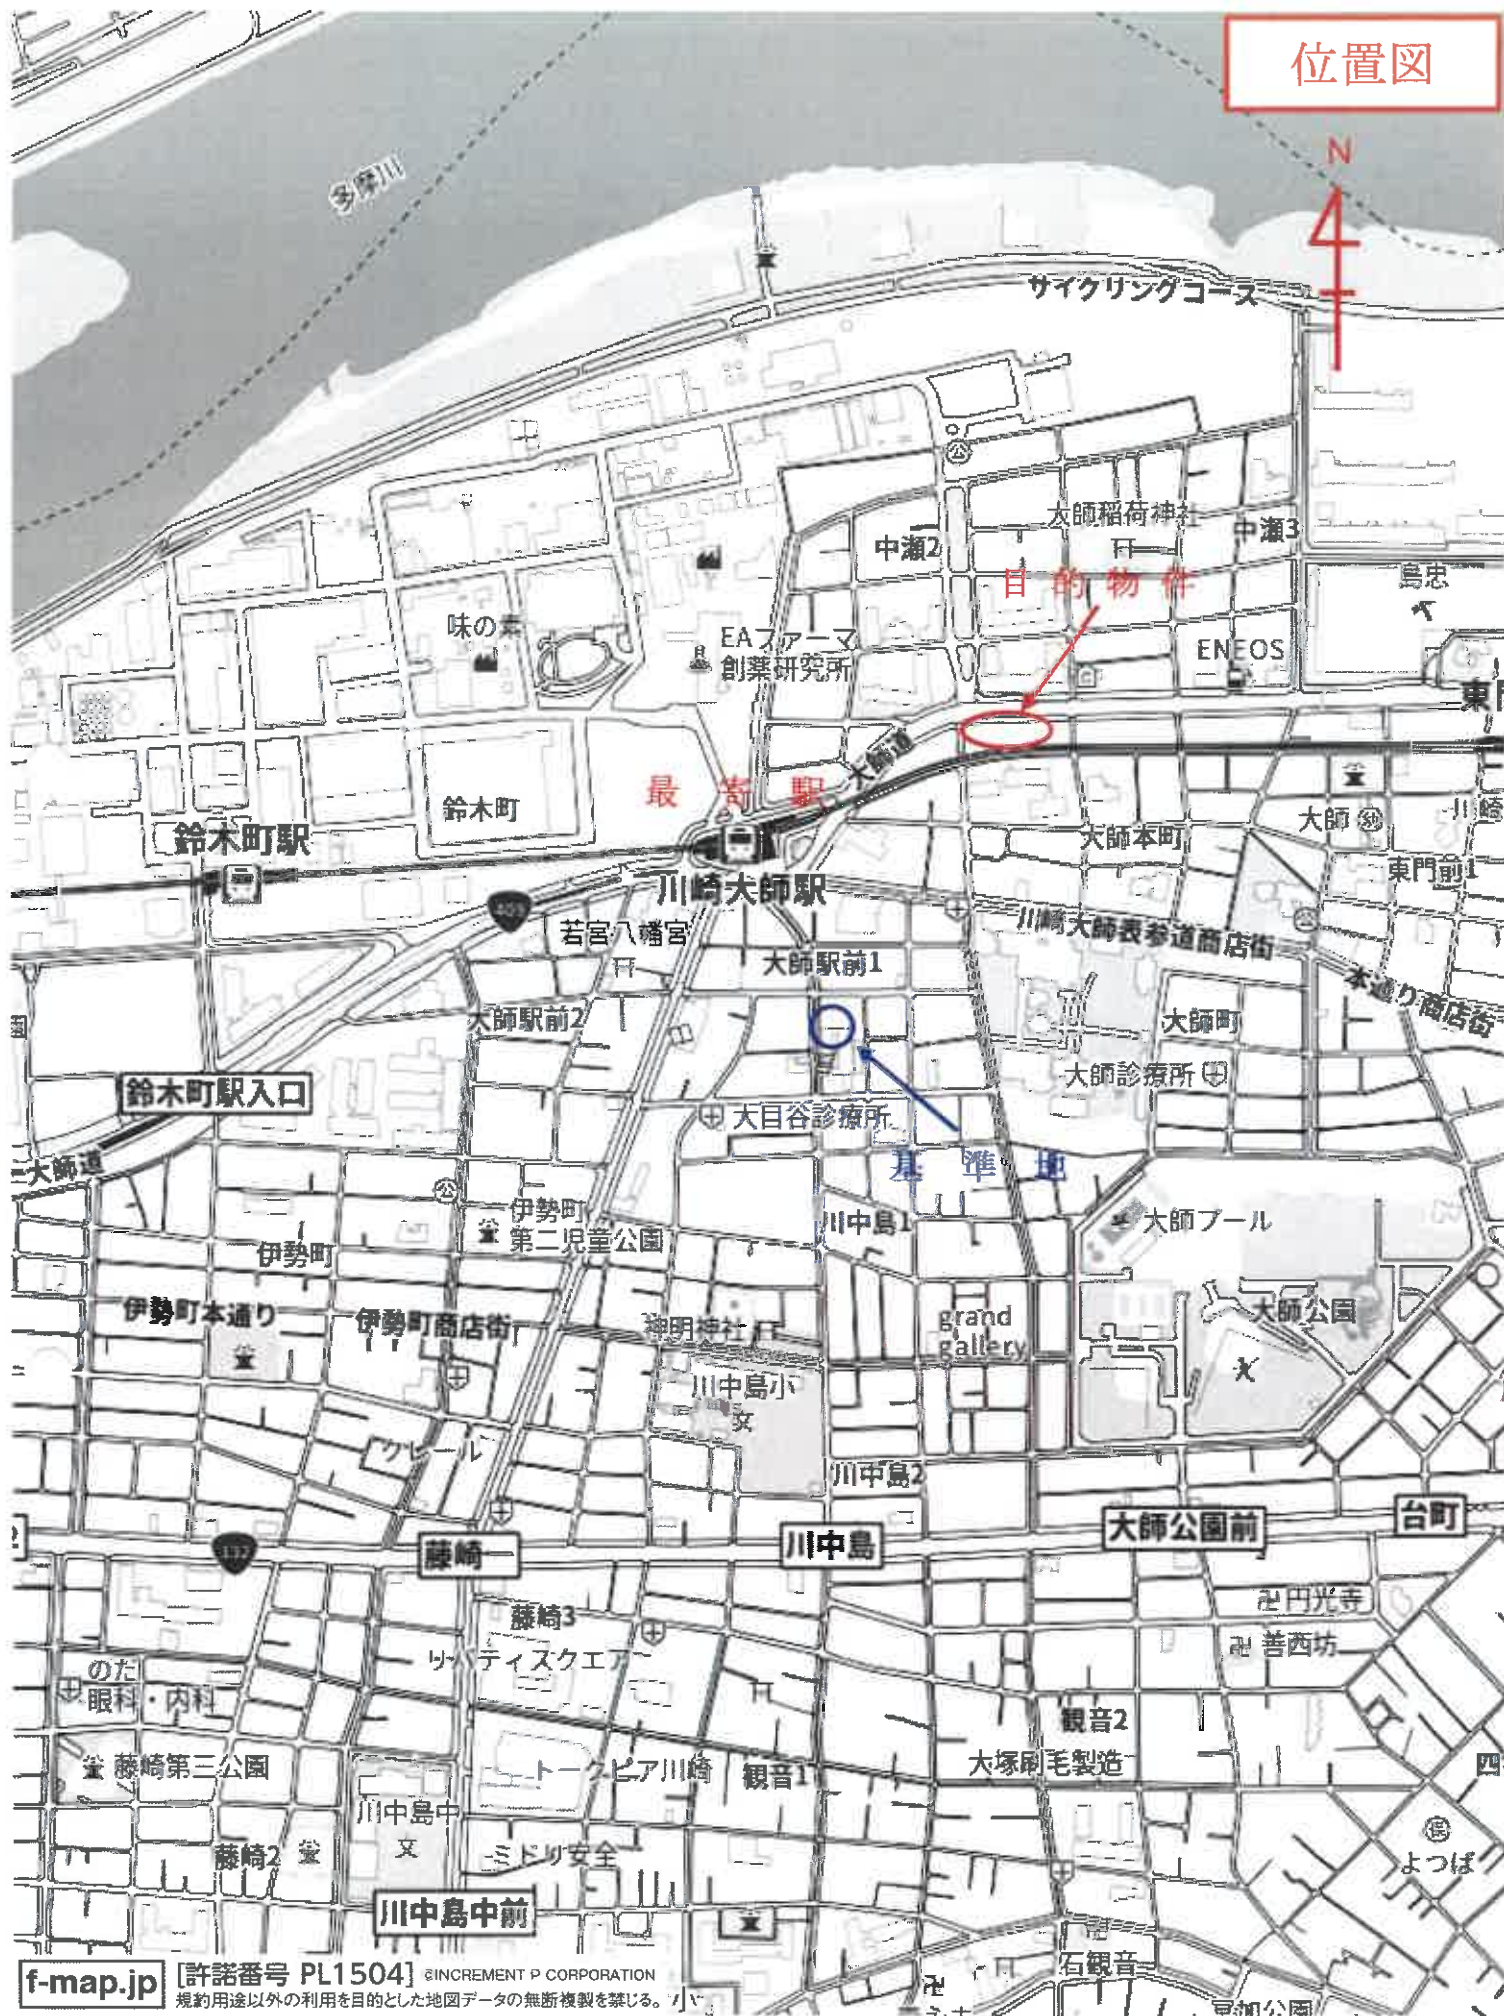 位置図
N
多摩川
サイクリングコース
大師稲荷神社
中瀬2
中瀬3
目的物件
島忠
味の素
EAファーマ
創薬研究所
ENEOS
大師道
最寄駅
鈴木町
鈴木町駅
大師本町
大師
東門前1
川崎大師駅
409
若宮八幡宮
川崎大師表参道商店街
大師駅前1
本通り商店街
大師駅前2
大師町
大師診療所
鈴木町駅入口
大目谷診療所
大師道
基準地
伊勢町
第二児童公園
川中島1
大師プール
伊勢町
伊勢町本通り
伊勢町商店街
神明神社
grand
gallery
大師公園
川中島小
クレール
川中島2
藤崎
川中島
大師公園前
台町
藤崎3
円光寺
リバティスクエア
善西坊
のた
眼科・内科
観音2
藤崎第三公園
トークピア川崎
観音1
大塚刷毛製造
川中島中
藤崎2
ミドリ安全
よつば
川中島中前
石観音
f-map.jp
[許諾番号 PL1504] ©INCREMENT P CORPORATION
規約用途以外の利用を目的とした地図データの無断複製を禁じる。